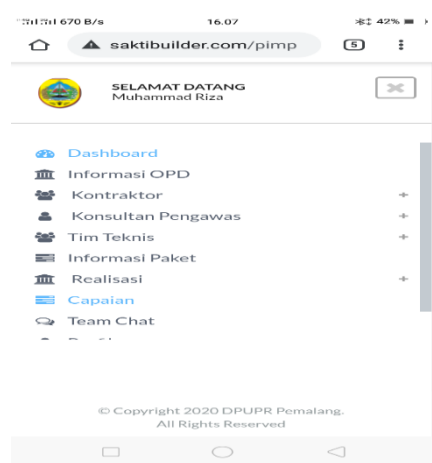 670 B/s 16.07 42%
saktibuilder.com/pimp 5
SELAMAT DATANG
Muhammad Riza
Dashboard
Informasi OPD
Kontraktor +
Konsultan Pengawas +
Tim Teknis +
Informasi Paket
Realisasi +
Capaian
Team Chat
© Copyright 2020 DPUPR Pemalang.
All Rights Reserved